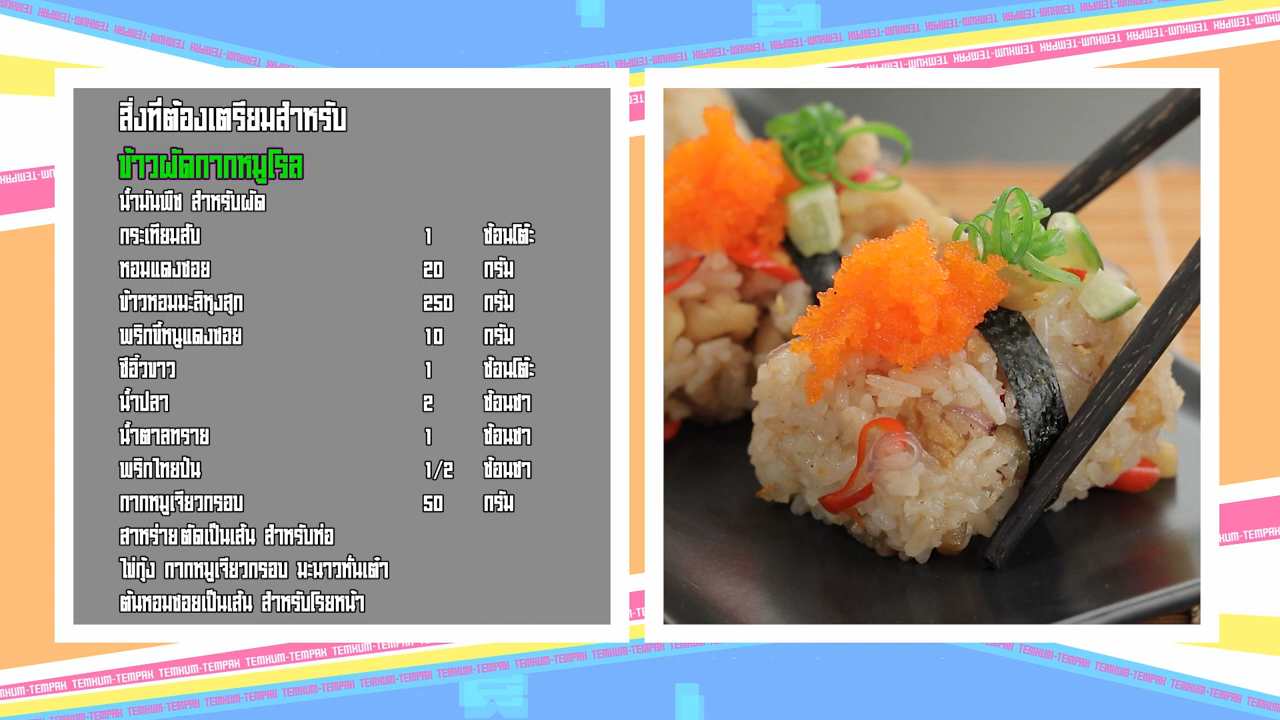 สิ่งที่ต้องเตรียมสำหรับ
ข้าวผัดกากหมูโรล
น้ำมันพืช สำหรับผัด
กระเทียมสับ 1 ช้อนโต๊ะ
หอมแดงซอย 20 กรัม
ข้าวหอมมะลิหุงสุก 250 กรัม
พริกขี้หนูแดงซอย 10 กรัม
ซีอิ๊วขาว 1 ช้อนโต๊ะ
น้ำปลา 2 ช้อนชา
น้ำตาลทราย 1 ช้อนชา
พริกไทยป่น 1/2 ช้อนชา
กากหมูเจียวกรอบ 50 กรัม
สาหร่ายตัดเป็นเส้น สำหรับห่อ
ไข่กุ้ง กากหมูเจียวกรอบ มะนาวหั่นเต๋า
ต้นหอมซอยเป็นเส้น สำหรับโรยหน้า
TEMKUM-TEMPAK TEMKUM-TEMPAK TEMKUM-TEMPAK TEMKUM-TEMPAK